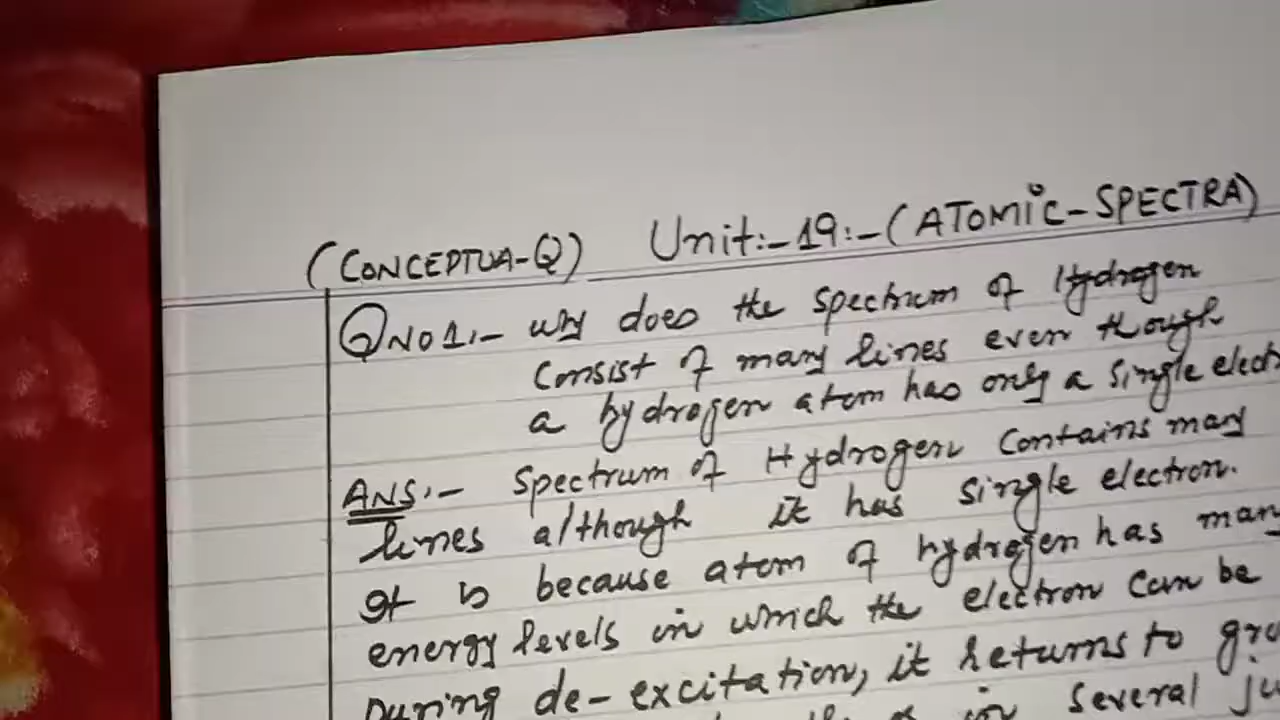 (CONCEPTUA-Q) Unit:-19:-(ATOMIC-SPECTRA)
QNO1:- why does the spectrum of Hydrogen
consist of many lines even though
a hydrogen atom has only a single elect
ANS:- Spectrum of Hydrogen contains many
lines although it has single electron.
It is because atom of hydrogen has man
energy levels in which the electron can be
During de-excitation, it returns to gro
in several ju